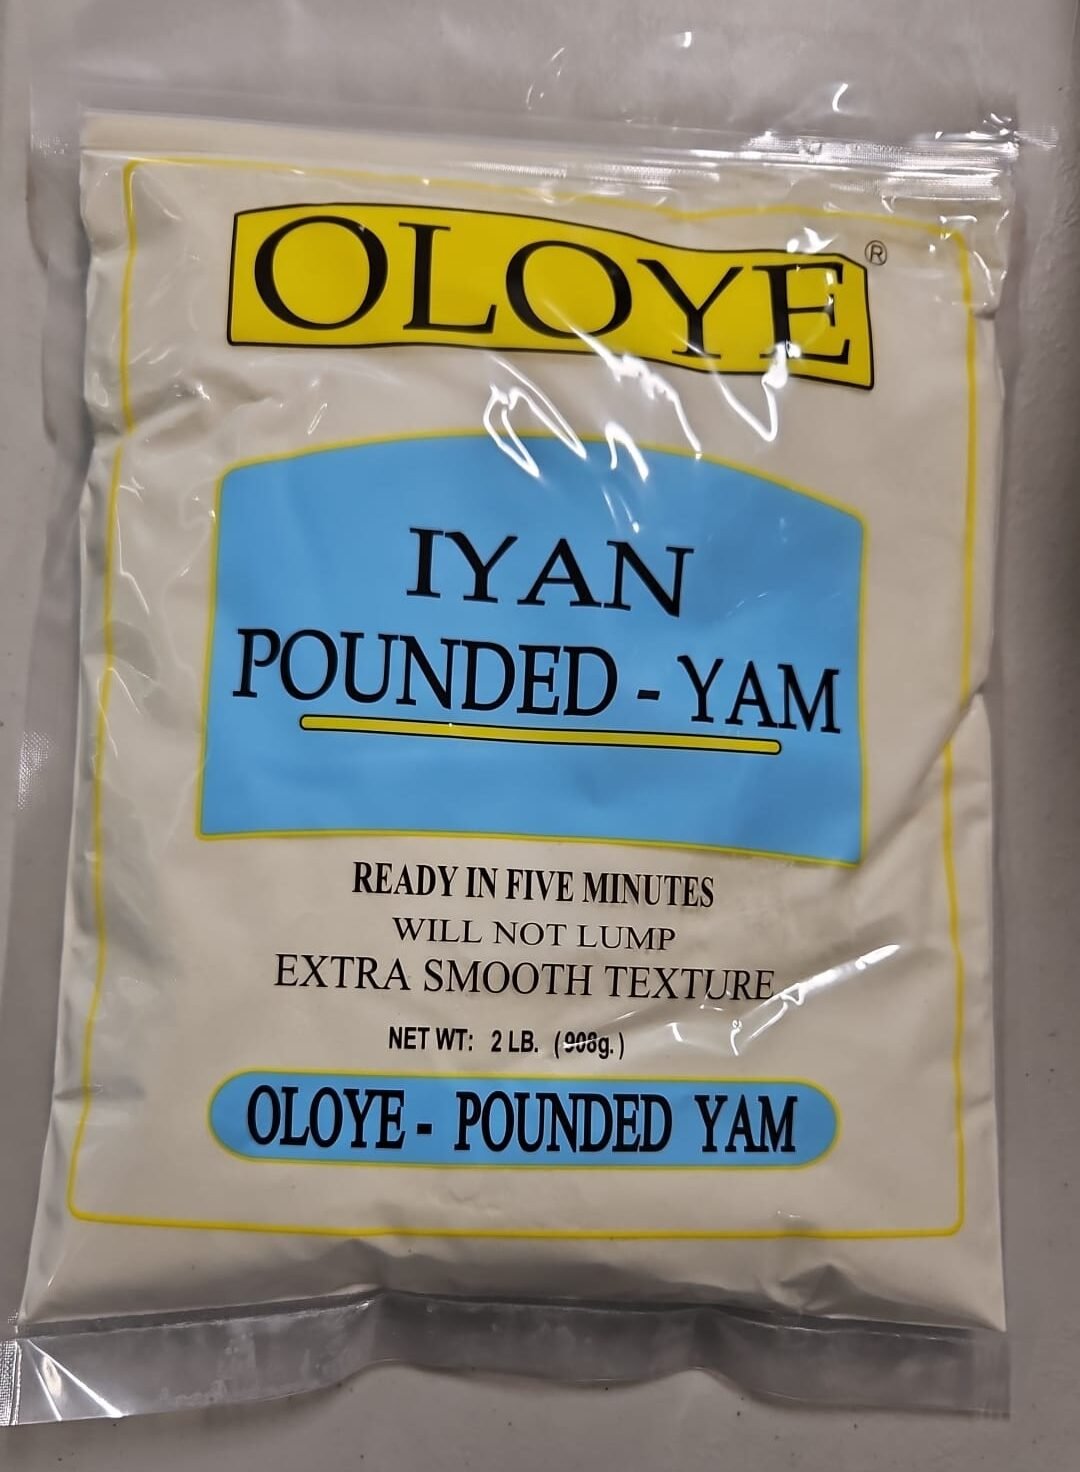 OLOYE ®
IYAN
POUNDED - YAM
READY IN FIVE MINUTES
WILL NOT LUMP
EXTRA SMOOTH TEXTURE
NET WT: 2 LB. (908g.)
OLOYE - POUNDED YAM